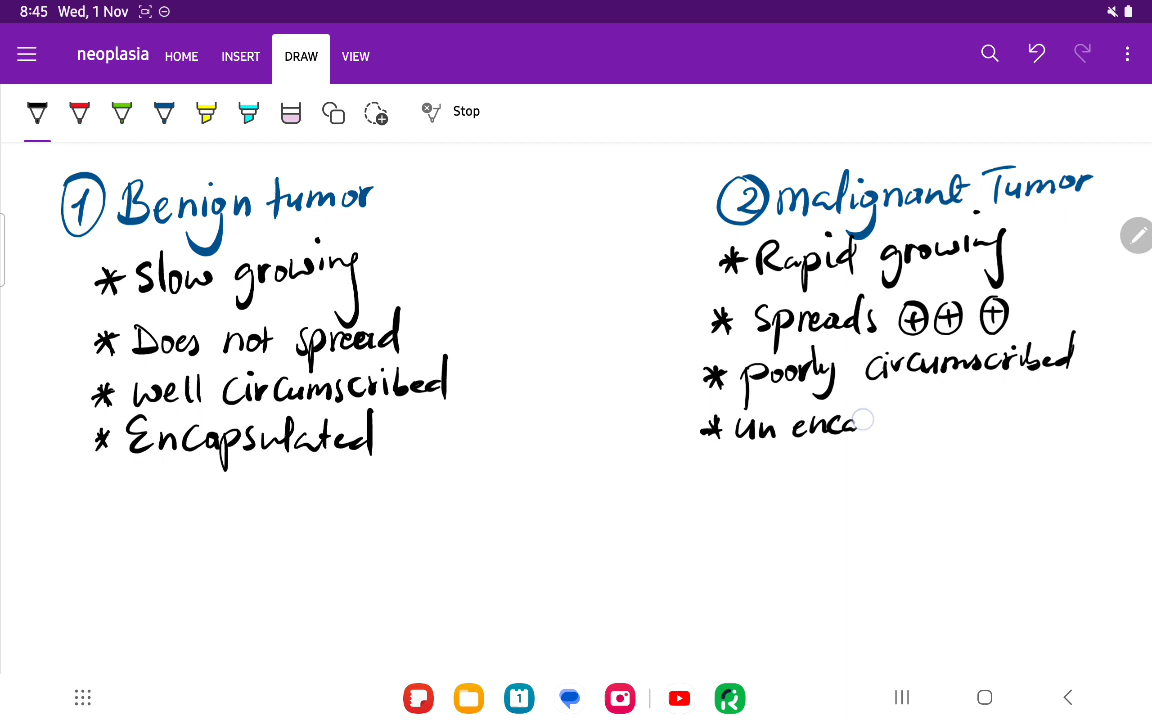 8:45 Wed, 1 Nov
neoplasia HOME INSERT DRAW VIEW
Stop
1 Benign tumor
* Slow growing
* Does not spread
* well circumscribed
* Encapsulated
2 malignant Tumor
* Rapid growing
* spreads ⊕⊕⊕
* poorly circumscribed
* un enca
1